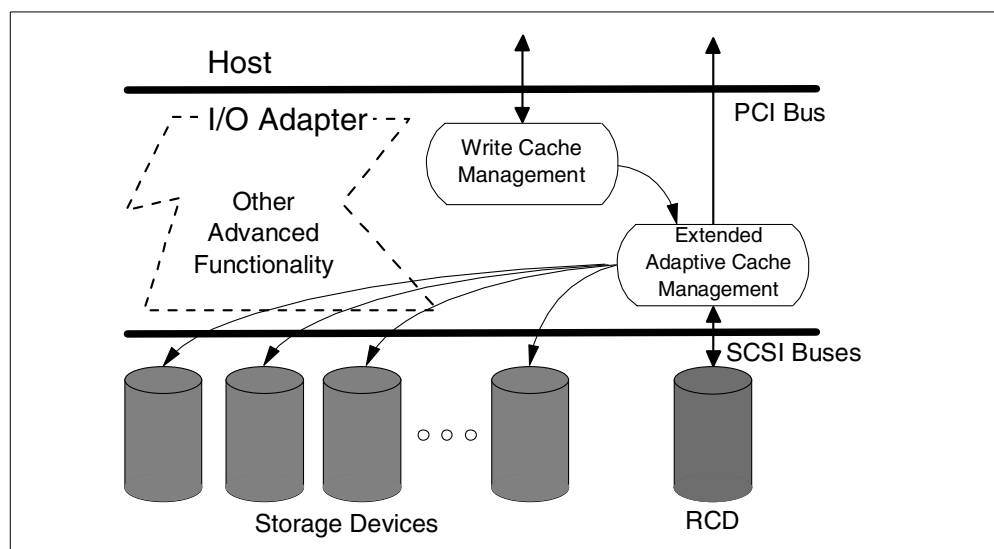 Host
PCI Bus
I/O Adapter
Write Cache
Management
Other
Advanced
Functionality
Extended
Adaptive Cache
Management
SCSI Buses
Storage Devices
RCD